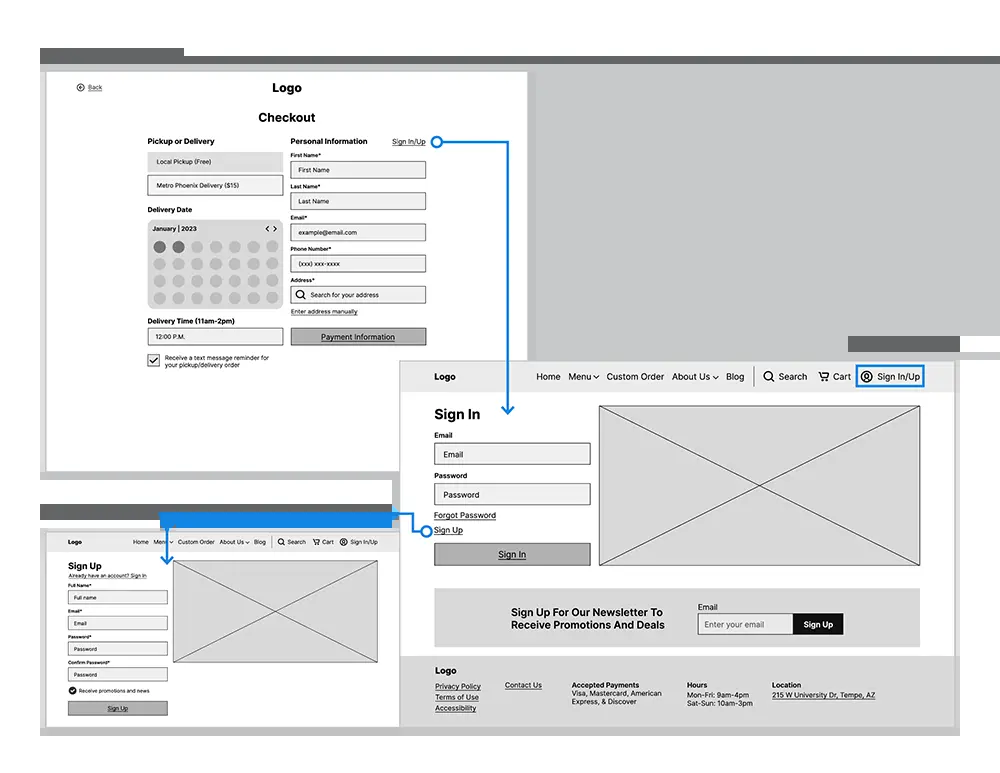 Back
Logo
Checkout
Pickup or Delivery
Local Pickup (Free)
Metro Phoenix Delivery ($15)
Delivery Date
January | 2023
Delivery Time (11am-2pm)
12:00 P.M.
Receive a text message reminder for
your pickup/delivery order
Personal Information
Sign In/Up
First Name*
First Name
Last Name*
Last Name
Email*
example@email.com
Phone Number*
(xxx) xxx-xxxx
Address*
Search for your address
Enter address manually
Payment Information
Logo
Home
Menu
Custom Order
About Us
Blog
Search
Cart
Sign In/Up
Sign In
Email
Email
Password
Password
Forgot Password
Sign Up
Sign In
Sign Up For Our Newsletter To
Receive Promotions And Deals
Email
Enter your email
Sign Up
Logo
Privacy Policy
Terms of Use
Accessibility
Contact Us
Accepted Payments
Visa, Mastercard, American
Express, & Discover
Hours
Mon-Fri: 9am-4pm
Sat-Sun: 10am-3pm
Location
215 W University Dr, Tempe, AZ
Logo
Home
Menu
Custom Order
About Us
Blog
Search
Cart
Sign In/Up
Sign Up
Already have an account? Sign In
Full Name*
Full name
Email*
Email
Password*
Password
Confirm Password*
Password
Receive promotions and news
Sign Up